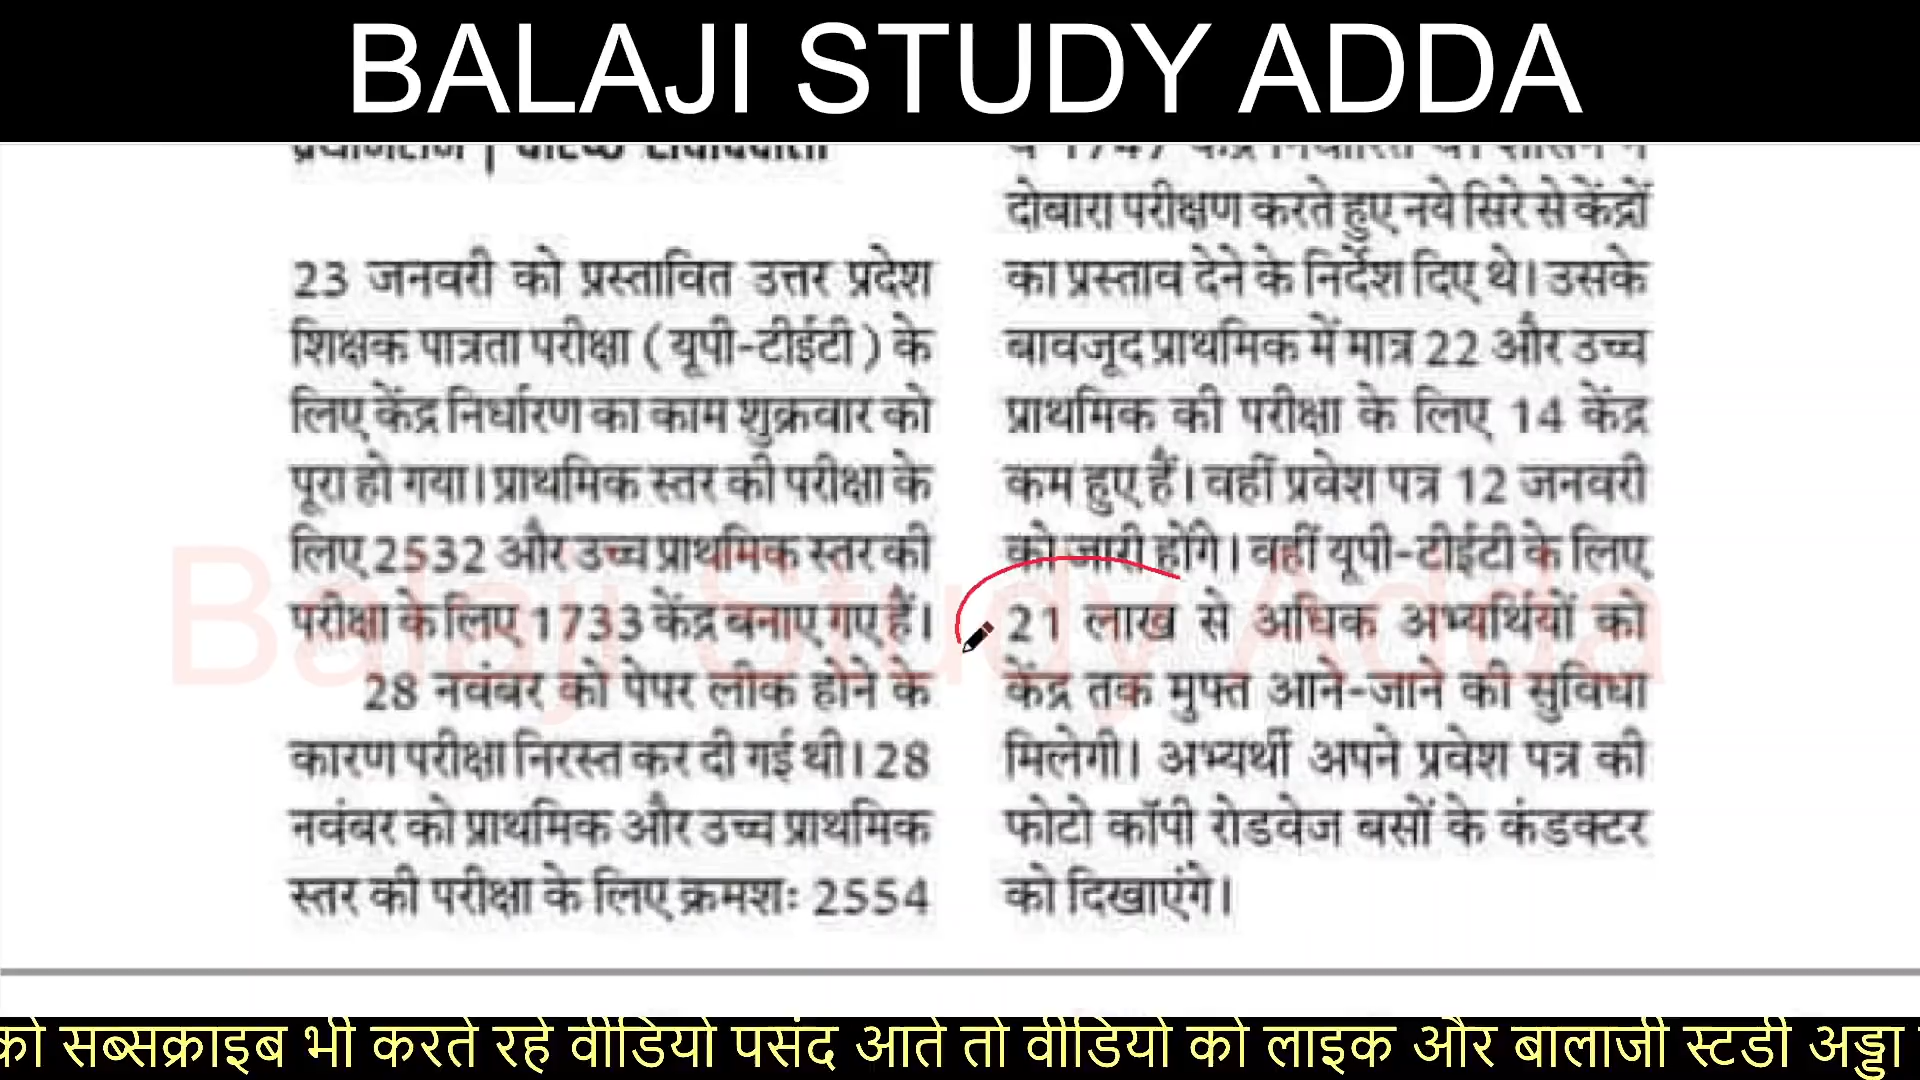 BALAJI STUDY ADDA
23 जनवरी को प्रस्तावित उत्तर प्रदेश
शिक्षक पात्रता परीक्षा (यूपी-टीईटी) के
लिए केंद्र निर्धारण का काम शुक्रवार को
पूरा हो गया। प्राथमिक स्तर की परीक्षा के
लिए 2532 और उच्च प्राथमिक स्तर की
परीक्षा के लिए 1733 केंद्र बनाए गए हैं।
28 नवंबर को पेपर लीक होने के
कारण परीक्षा निरस्त कर दी गई थी। 28
नवंबर को प्राथमिक और उच्च प्राथमिक
स्तर की परीक्षा के लिए क्रमशः 2554
दोबारा परीक्षण करते हुए नये सिरे से केंद्रों
का प्रस्ताव देने के निर्देश दिए थे। उसके
बावजूद प्राथमिक में मात्र 22 और उच्च
प्राथमिक की परीक्षा के लिए 14 केंद्र
कम हुए हैं। वहीं प्रवेश पत्र 12 जनवरी
को जारी होंगे। वहीं यूपी-टीईटी के लिए
21 लाख से अधिक अभ्यर्थियों को
केंद्र तक मुफ्त आने-जाने की सुविधा
मिलेगी। अभ्यर्थी अपने प्रवेश पत्र की
फोटो कॉपी रोडवेज बसों के कंडक्टर
को दिखाएंगे।
Balaji Study Adda
को सब्सक्राइब भी करते रहे वीडियो पसंद आते तो वीडियो को लाइक और बालाजी स्टडी अड्डा